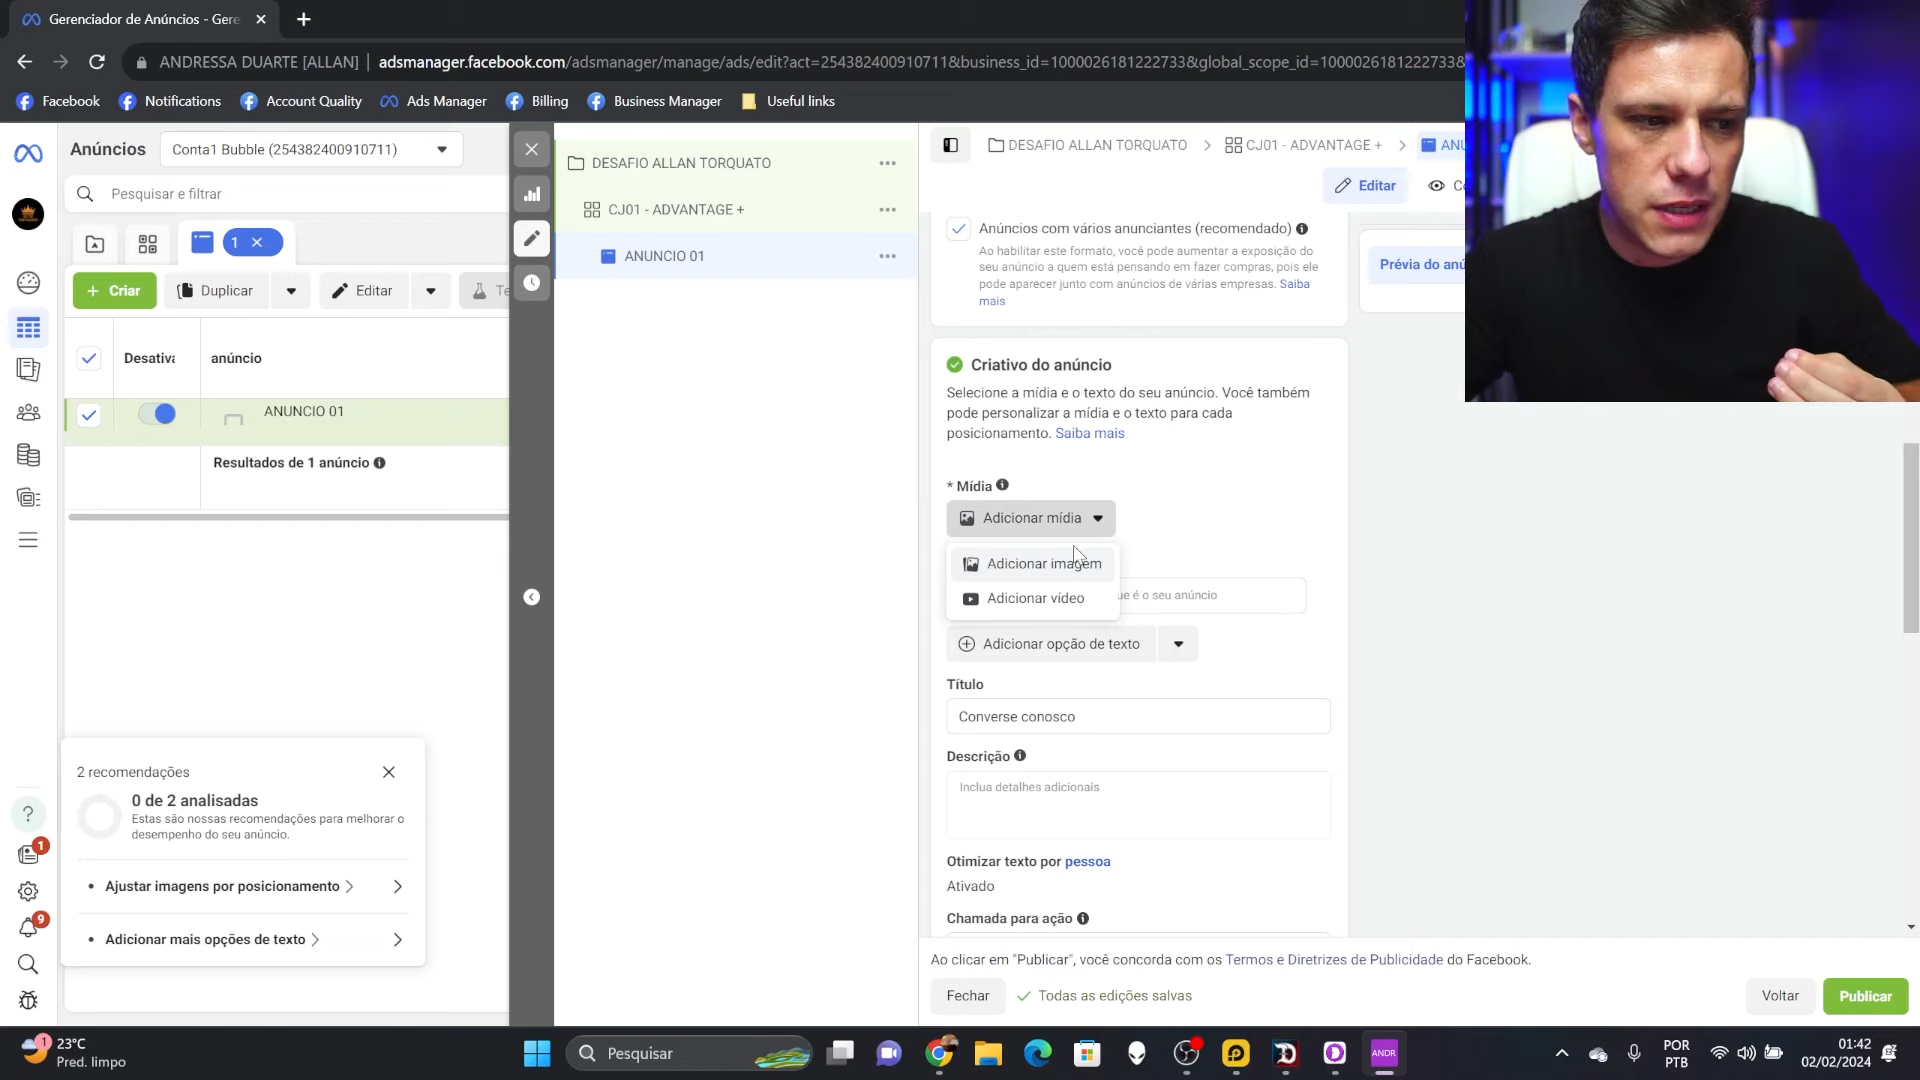 Gerenciador de Anúncios - Gere
ANDRESSA DUARTE [ALLAN]
adsmanager.facebook.com/adsmanager/manage/ads/edit?act=254382400910711&business_id=1000026181222733&global_scope_id=1000026181222733&
Facebook
Notifications
Account Quality
Ads Manager
Billing
Business Manager
Useful links
Anúncios
Conta1 Bubble (254382400910711)
Pesquisar e filtrar
1
Criar
Duplicar
Editar
Te
Desativa
anúncio
ANUNCIO 01
Resultados de 1 anúncio
2 recomendações
0 de 2 analisadas
Estas são nossas recomendações para melhorar o
desempenho do seu anúncio.
• Ajustar imagens por posicionamento
• Adicionar mais opções de texto
1
9
DESAFIO ALLAN TORQUATO
CJ01 - ADVANTAGE +
ANUNCIO 01
DESAFIO ALLAN TORQUATO
CJ01 - ADVANTAGE +
ANU
Editar
Anúncios com vários anunciantes (recomendado)
Ao habilitar este formato, você pode aumentar a exposição do
seu anúncio a quem está pensando em fazer compras, pois ele
pode aparecer junto com anúncios de várias empresas. Saiba
mais
Prévia do anú
Criativo do anúncio
Selecione a mídia e o texto do seu anúncio. Você também
pode personalizar a mídia e o texto para cada
posicionamento. Saiba mais
* Mídia
Adicionar mídia
Adicionar imagem
Adicionar vídeo
ue é o seu anúncio
Adicionar opção de texto
Título
Converse conosco
Descrição
Inclua detalhes adicionais
Otimizar texto por pessoa
Ativado
Chamada para ação
Ao clicar em "Publicar", você concorda com os Termos e Diretrizes de Publicidade do Facebook.
Fechar
Todas as edições salvas
Voltar
Publicar
1
23°C
Pred. limpo
Pesquisar
ANDR
POR
PTB
01:42
02/02/2024